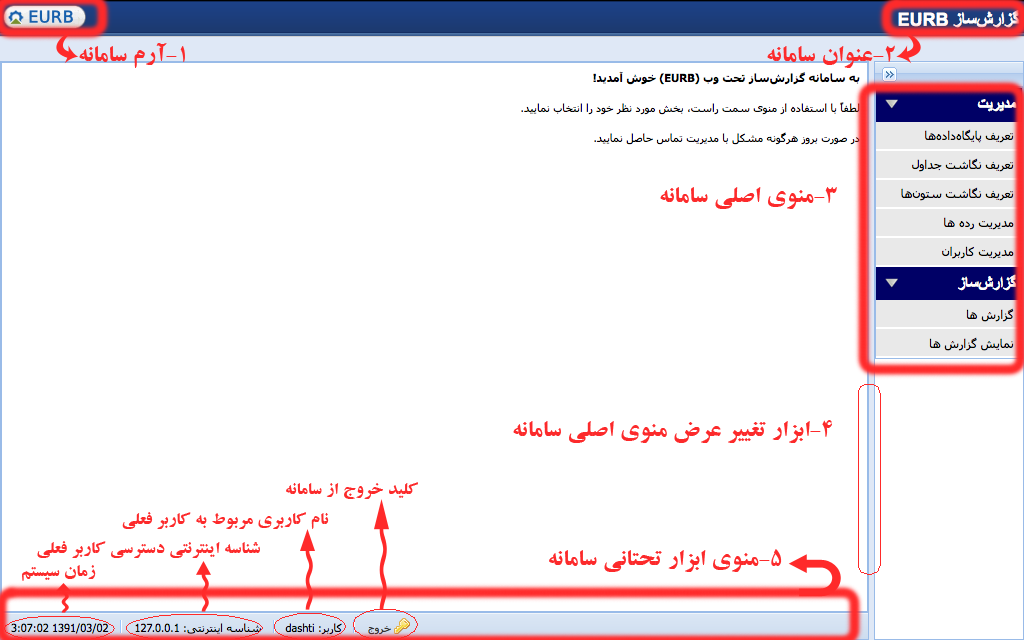 گزارش‌ساز EURB
EURB
۲-عنوان سامانه
۱-آرم سامانه
به سامانه گزارش‌ساز تحت وب (EURB) خوش آمدید!
لطفاً با استفاده از منوی سمت راست، بخش مورد نظر خود را انتخاب نمایید.
در صورت بروز هرگونه مشکل با مدیریت تماس حاصل نمایید.
مدیریت
تعریف پایگاه‌داده‌ها
تعریف نگاشت جداول
تعریف نگاشت ستون‌ها
مدیریت رده ها
مدیریت کاربران
گزارش‌ساز
گزارش ها
نمایش گزارش ها
۳-منوی اصلی سامانه
۴-ابزار تغییر عرض منوی اصلی سامانه
کلید خروج از سامانه
نام کاربری مربوط به کاربر فعلی
شناسه اینترنتی دسترسی کاربر فعلی
زمان سیستم
۵-منوی ابزار تحتانی سامانه
خروج
کاربر: dashti
شناسه اینترنتی: 127.0.0.1
3:07:02 1391/03/02